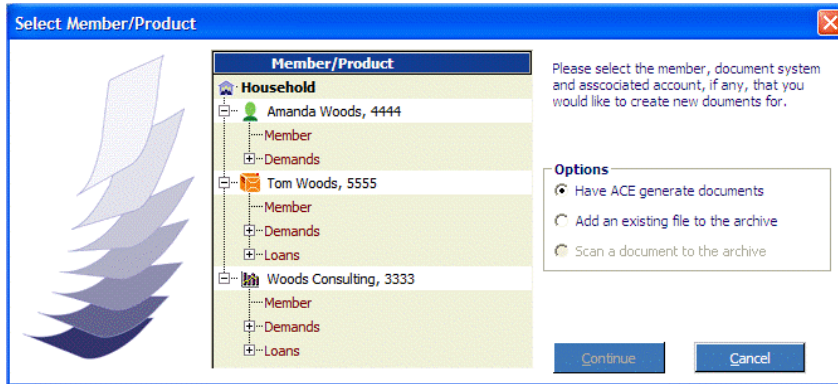 Select Member/Product
Member/Product
Household
Amanda Woods, 4444
Member
Demands
Tom Woods, 5555
Member
Demands
Loans
Woods Consulting, 3333
Member
Demands
Loans
Please select the member, document system
and asscociated account, if any, that you
would like to create new douments for.
Options
Have ACE generate documents
Add an existing file to the archive
Scan a document to the archive
Continue
Cancel